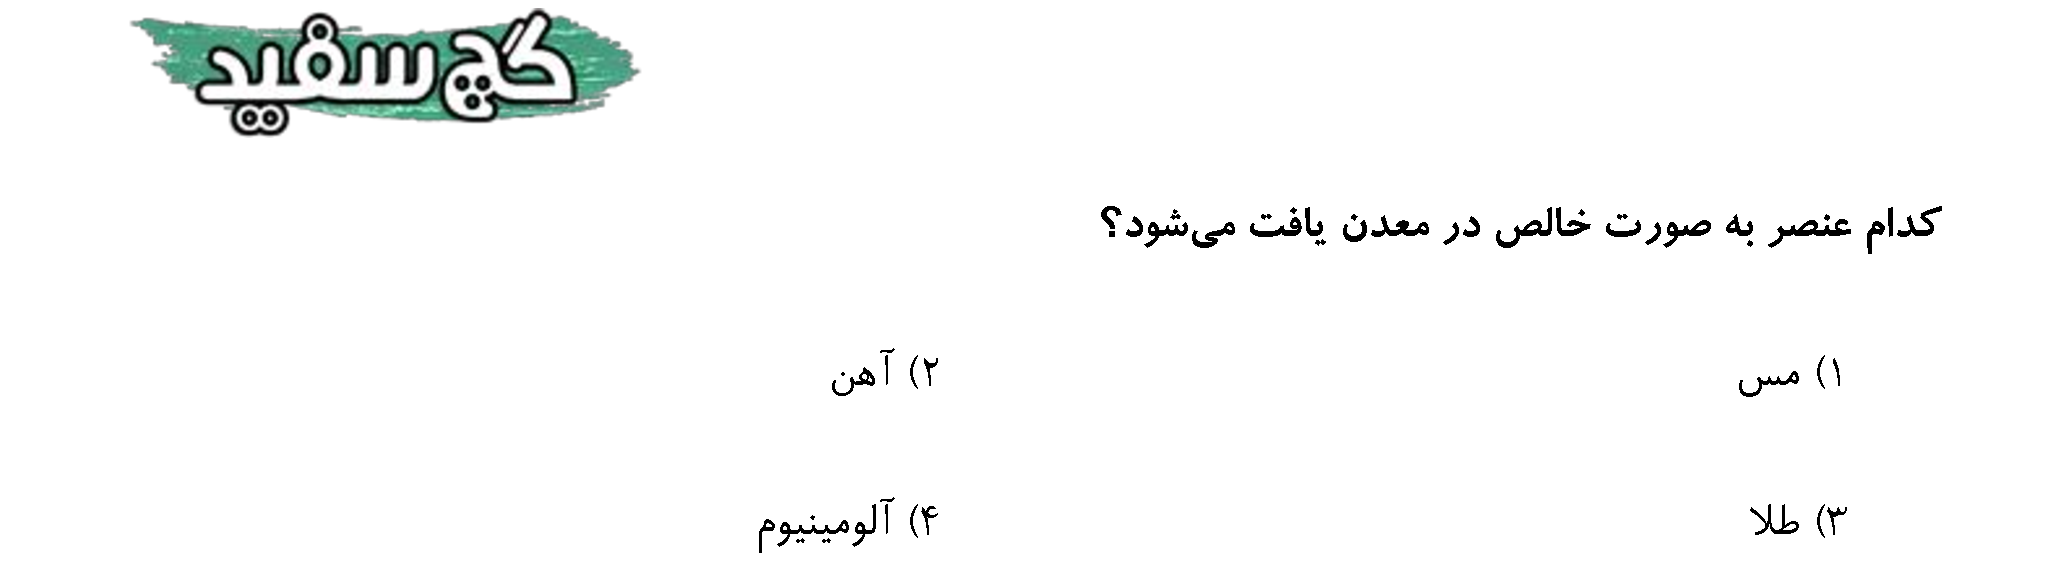 گچ سفید
کدام عنصر به صورت خالص در معدن یافت می‌شود؟
۱) مس ۲) آهن
۳) طلا ۴) آلومینیوم